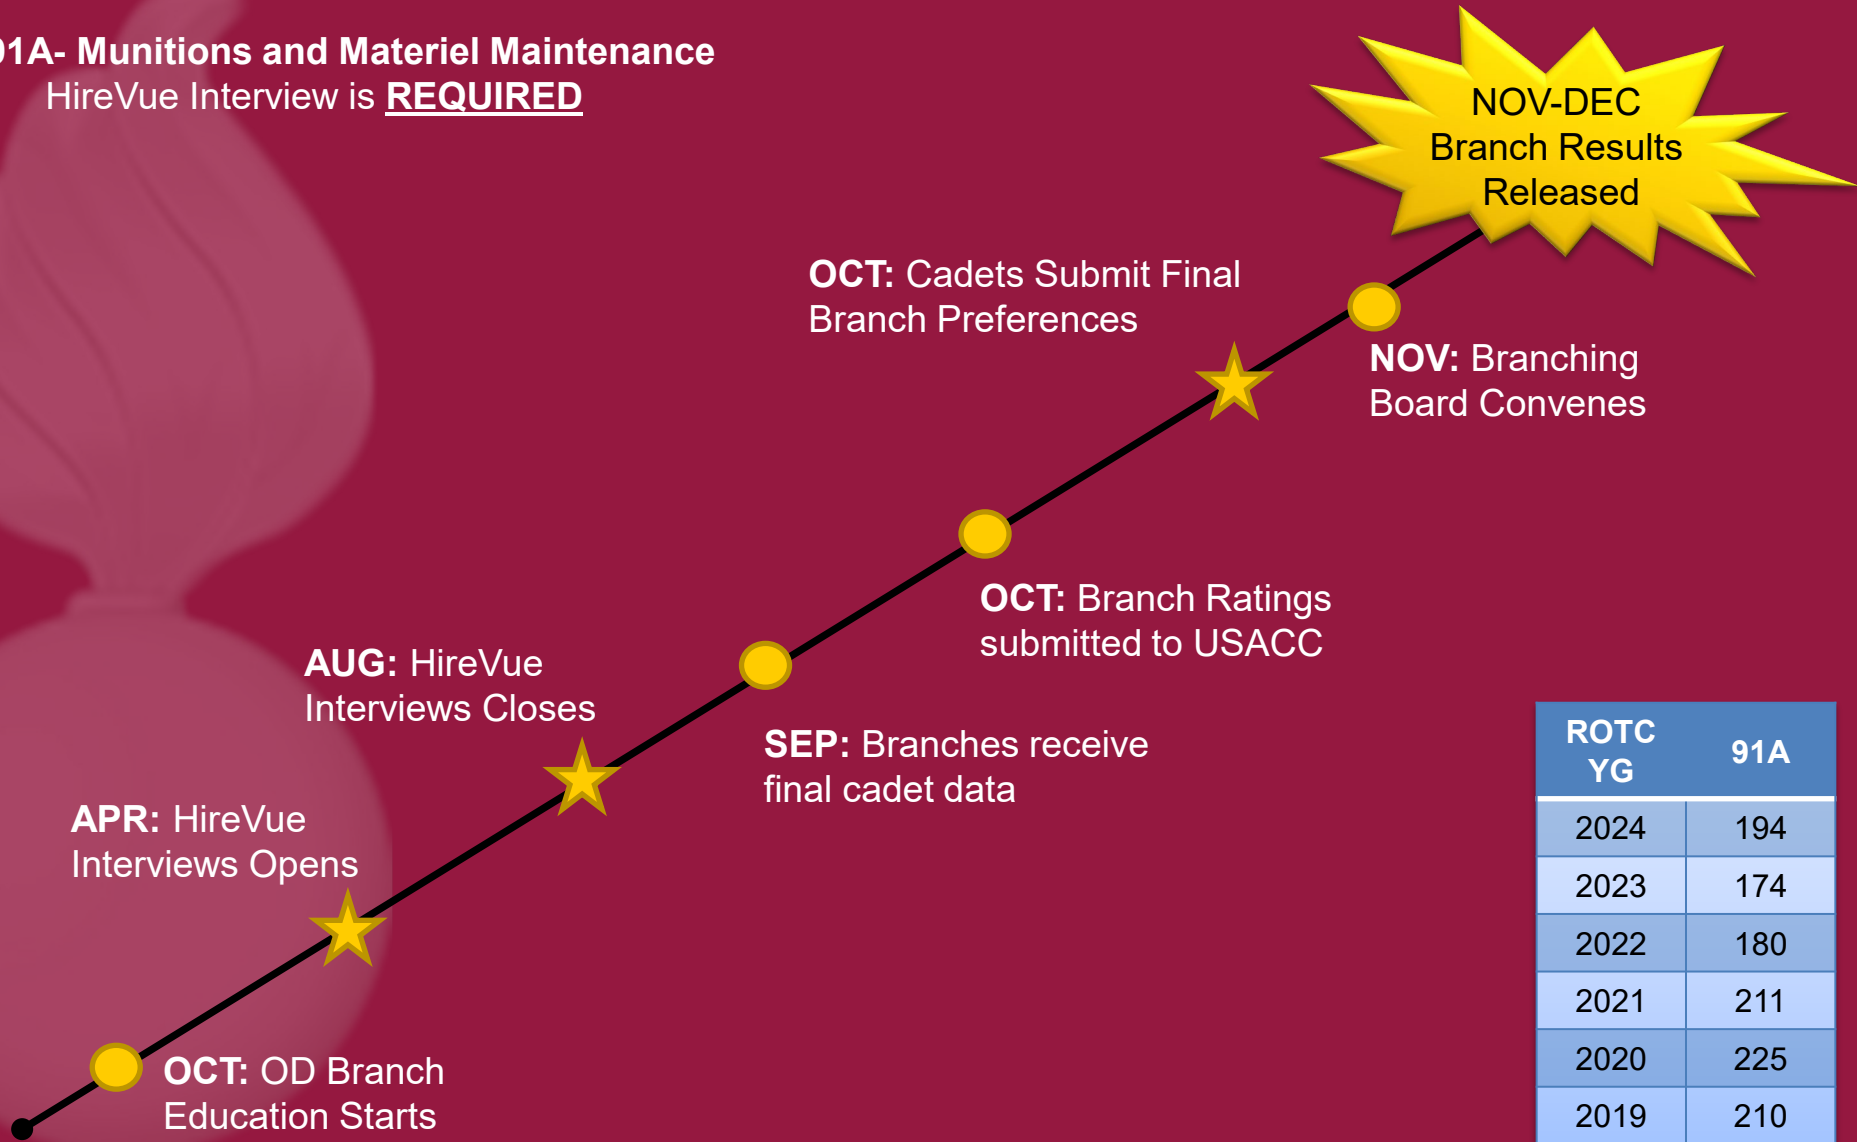 91A- Munitions and Materiel Maintenance
HireVue Interview is REQUIRED
NOV-DEC
Branch Results
Released
OCT: Cadets Submit Final
Branch Preferences
NOV: Branching
Board Convenes
OCT: Branch Ratings
submitted to USACC
AUG: HireVue
Interviews Closes
SEP: Branches receive
final cadet data
APR: HireVue
Interviews Opens
OCT: OD Branch
Education Starts
ROTC YG 91A
2024 194
2023 174
2022 180
2021 211
2020 225
2019 210